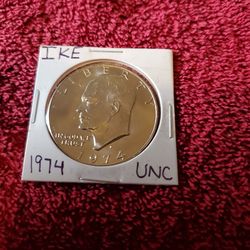 IKE
LIBERTY
IN GOD WE
TRUST
1974
1974 UNC